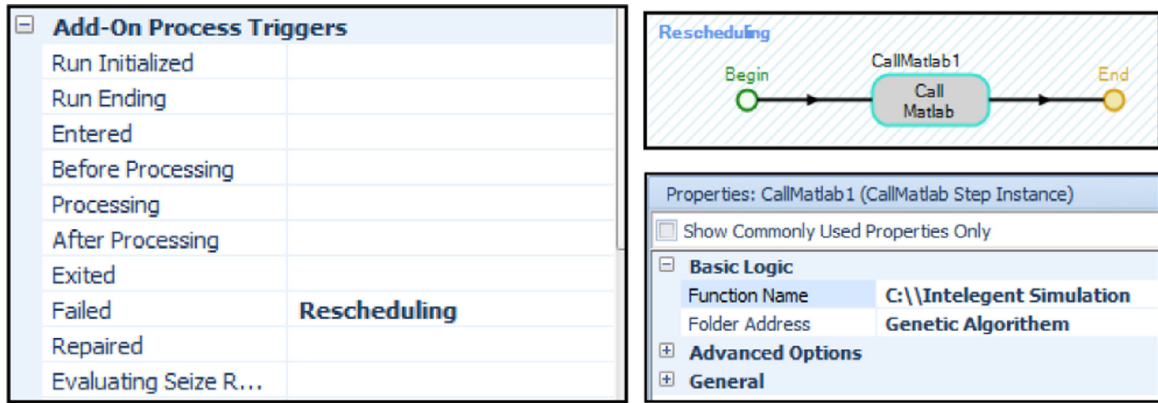 Add-On Process Triggers
Run Initialized
Run Ending
Entered
Before Processing
Processing
After Processing
Exited
Failed Rescheduling
Repaired
Evaluating Seize R...
Rescheduling
CallMatlab1
Begin
Call
Matlab
End
Properties: CallMatlab1 (CallMatlab Step Instance)
Show Commonly Used Properties Only
Basic Logic
Function Name C:\\Intelegent Simulation
Folder Address Genetic Algorithem
Advanced Options
General